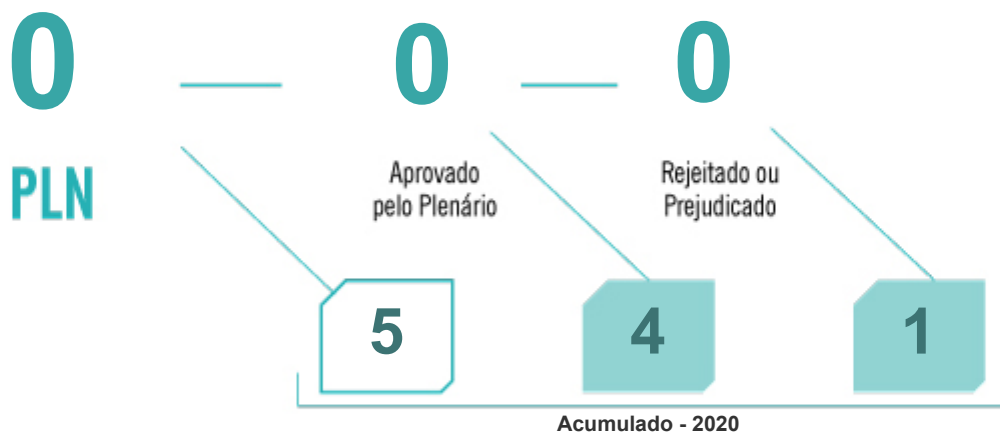 0 0 0
PLN
Aprovado
pelo Plenário
Rejeitado ou
Prejudicado
5 4 1
Acumulado - 2020